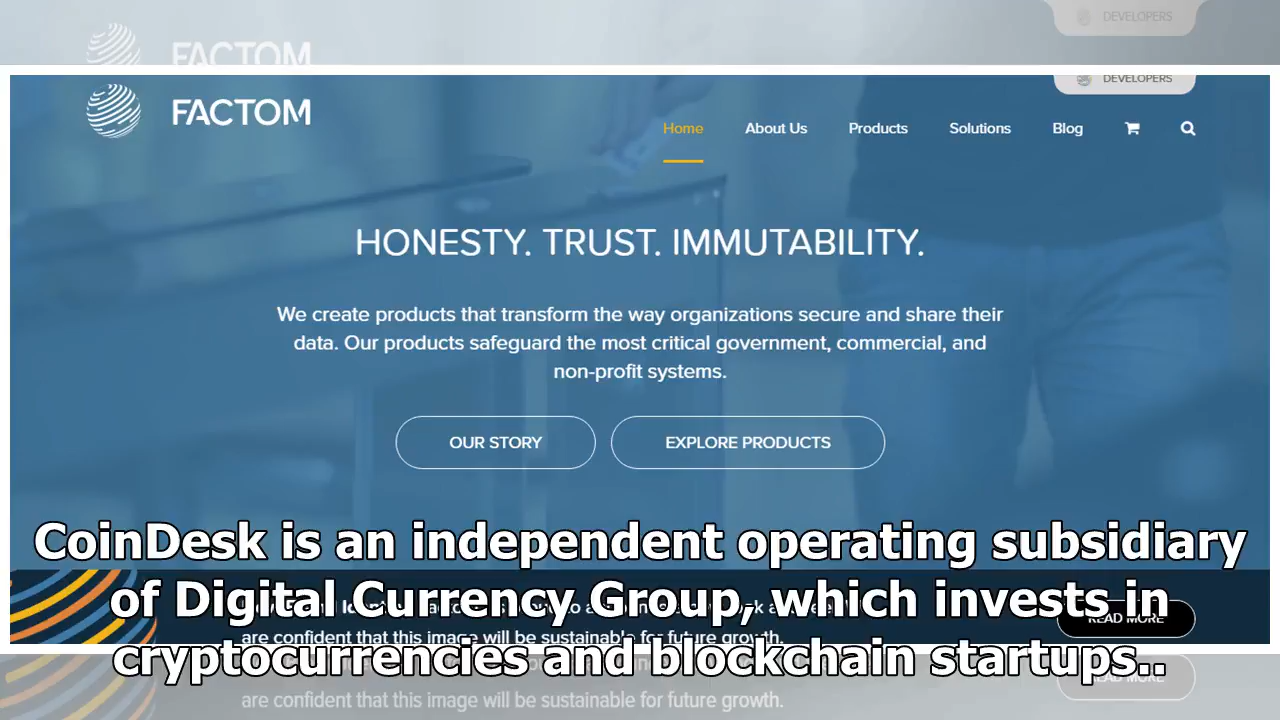 FACTOM
DEVELOPERS
DEVELOPERS
FACTOM
Home About Us Products Solutions Blog
HONESTY. TRUST. IMMUTABILITY.
We create products that transform the way organizations secure and share their
data. Our products safeguard the most critical government, commercial, and
non-profit systems.
OUR STORY EXPLORE PRODUCTS
CoinDesk is an independent operating subsidiary
of Digital Currency Group, which invests in
READ MORE
are confident that this image will be sustainable for future growth.
cryptocurrencies and blockchain startups..
READ MORE
are confident that this image will be sustainable for future growth.